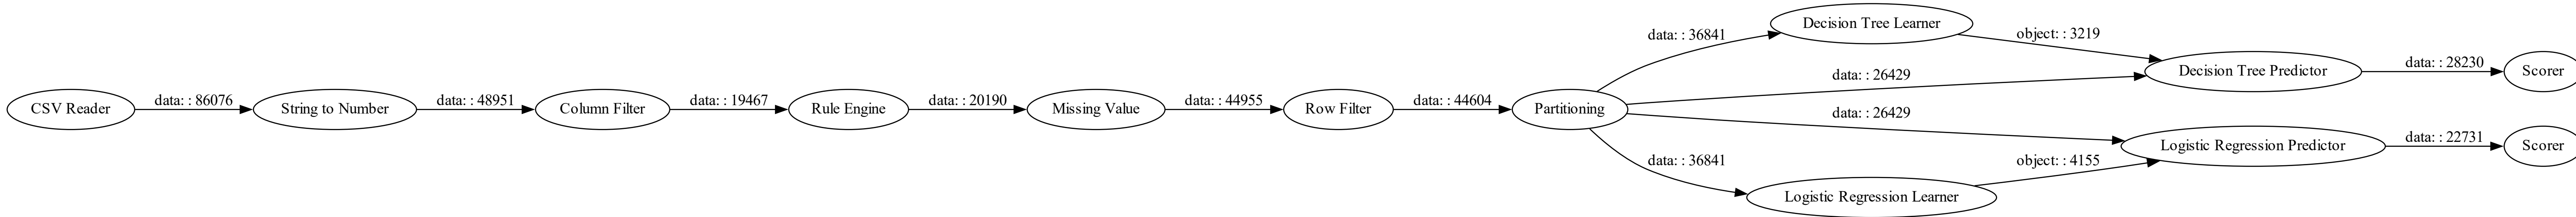 CSV Reader
data: : 86076
String to Number
data: : 48951
Column Filter
data: : 19467
Rule Engine
data: : 20190
Missing Value
data: : 44955
Row Filter
data: : 44604
Partitioning
data: : 36841
Decision Tree Learner
object: : 3219
data: : 26429
Decision Tree Predictor
data: : 28230
Scorer
data: : 26429
Logistic Regression Predictor
data: : 22731
Scorer
data: : 36841
Logistic Regression Learner
object: : 4155